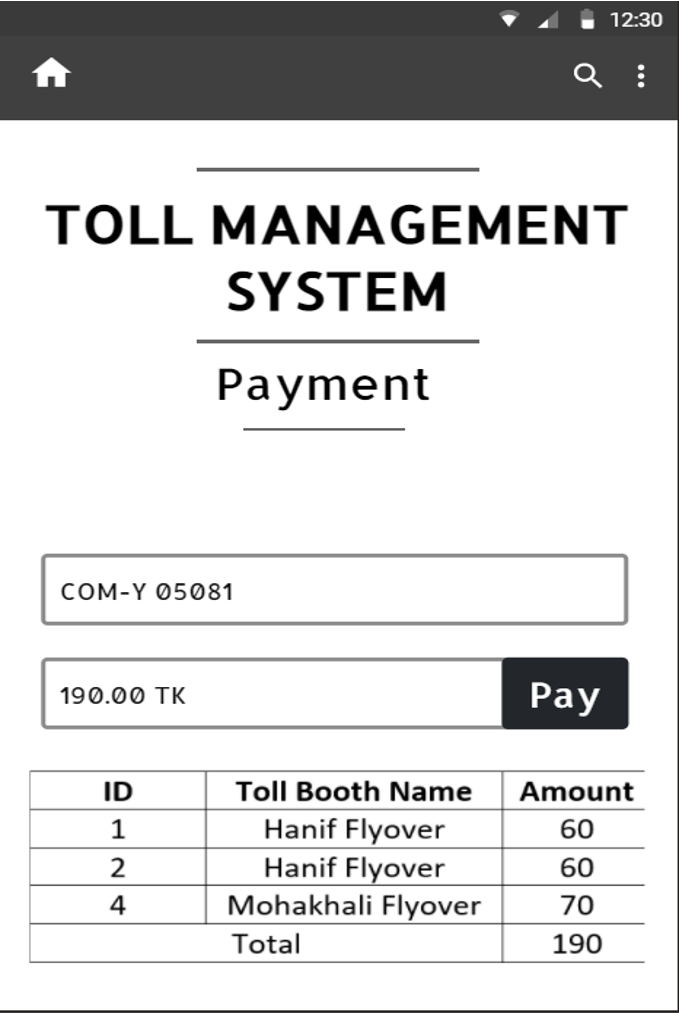 12:30
TOLL MANAGEMENT
SYSTEM
Payment
COM-Y 05081
190.00 TK Pay
ID Toll Booth Name Amount
1 Hanif Flyover 60
2 Hanif Flyover 60
4 Mohakhali Flyover 70
Total 190